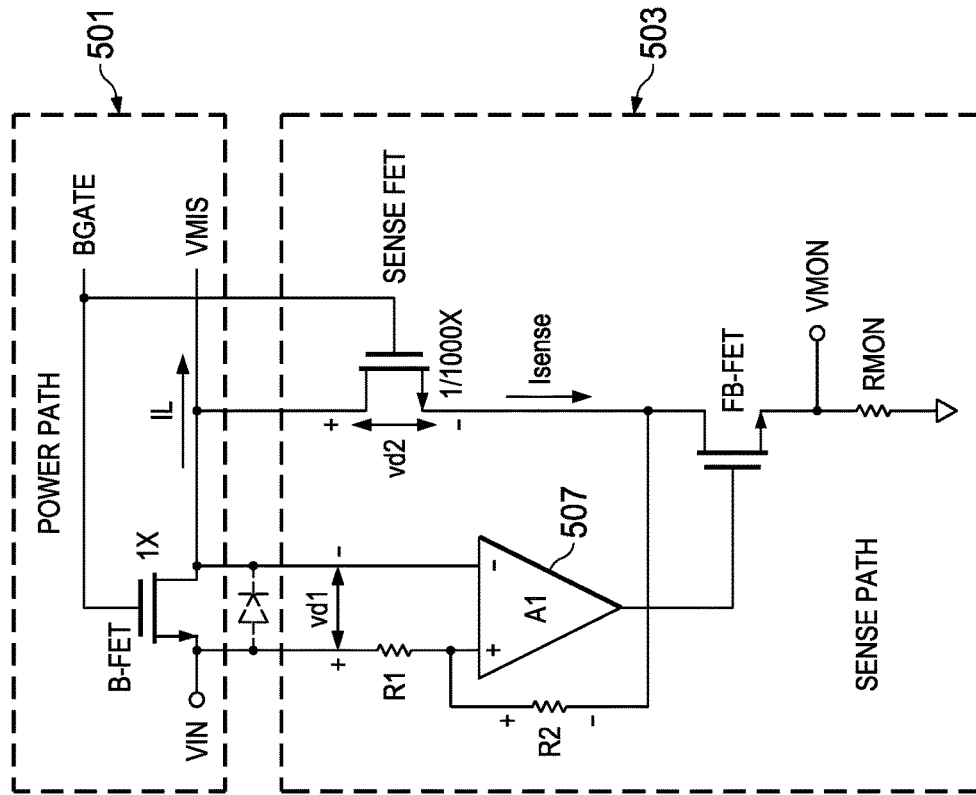 501
503
POWER PATH
BGATE
VMIS
IL
B-FET
1X
VIN
SENSE FET
1/1000X
+
vd2
-
Isense
+
vd1
-
R1
+
-
A1
507
+
R2
-
FB-FET
VMON
RMON
SENSE PATH